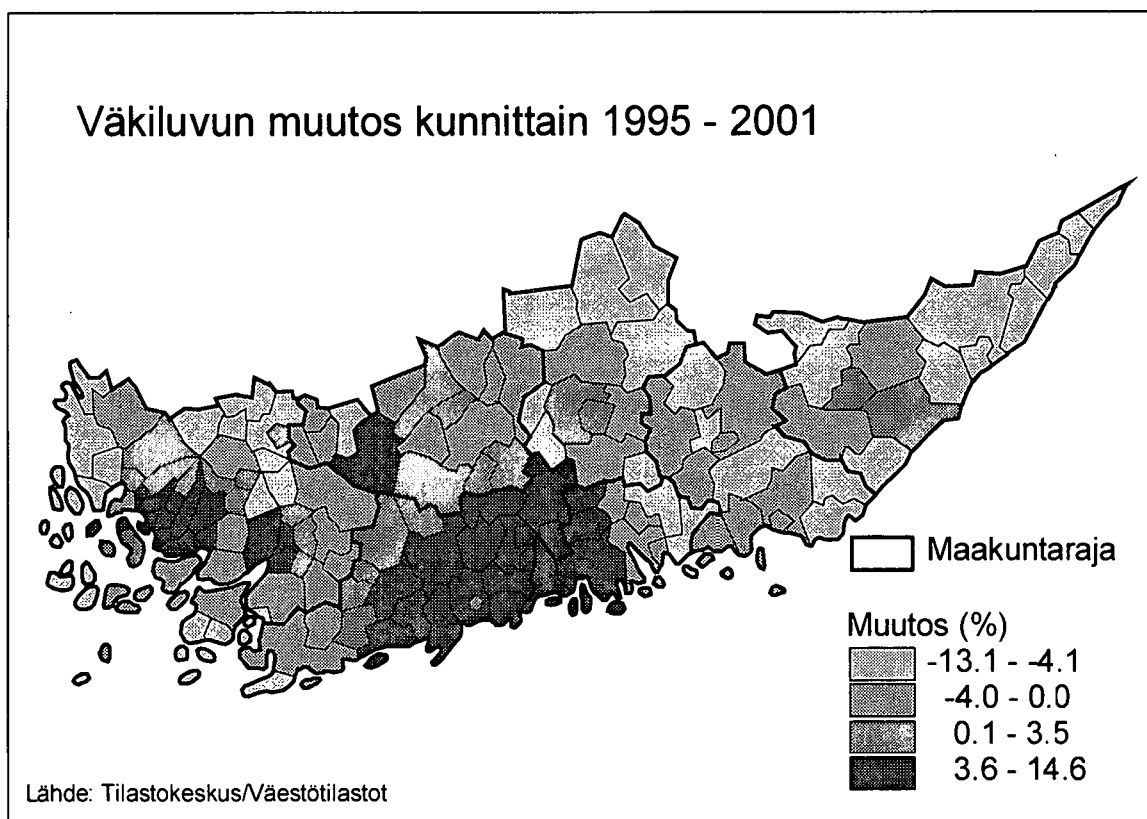 Väkiluvun muutos kunnittain 1995 - 2001
Maakuntaraja
Muutos (%)
-13.1 - -4.1
-4.0 - 0.0
0.1 - 3.5
3.6 - 14.6
Lähde: Tilastokeskus/Väestötilastot